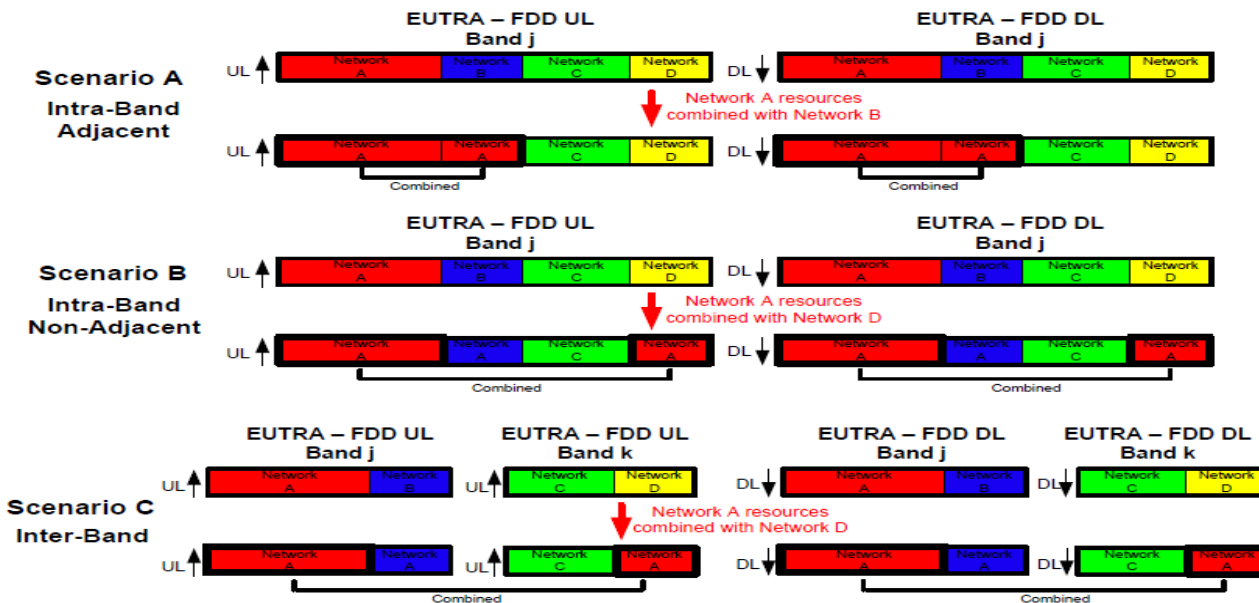 EUTRA – FDD UL
Band j
EUTRA – FDD DL
Band j
Scenario A
Intra-Band
Adjacent
UL
Network A
Network B
Network C
Network D
DL
Network A
Network B
Network C
Network D
Network A resources
combined with Network B
UL
Network A
Network A
Network C
Network D
DL
Network A
Network A
Network C
Network D
Combined
Combined
EUTRA – FDD UL
Band j
EUTRA – FDD DL
Band j
Scenario B
Intra-Band
Non-Adjacent
UL
Network A
Network B
Network C
Network D
DL
Network A
Network B
Network C
Network D
Network A resources
combined with Network D
UL
Network A
Network A
Network C
Network A
DL
Network A
Network A
Network C
Network A
Combined
Combined
EUTRA – FDD UL
Band j
EUTRA – FDD UL
Band k
EUTRA – FDD DL
Band j
EUTRA – FDD DL
Band k
Scenario C
Inter-Band
UL
Network A
Network B
UL
Network C
Network D
DL
Network A
Network B
DL
Network C
Network D
Network A resources
combined with Network D
UL
Network A
Network A
UL
Network C
Network A
DL
Network A
Network A
DL
Network C
Network A
Combined
Combined